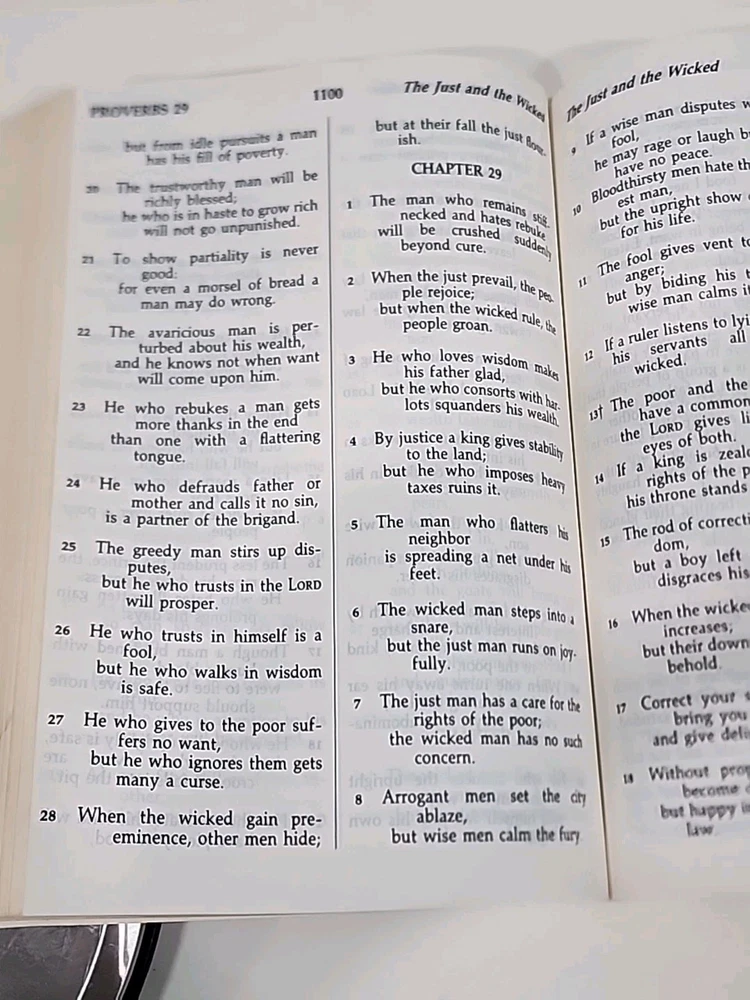 PROVERBS 29
1100
The Just and the Wicked
but from idle pursuits a man
has his fill of poverty.
20 The trustworthy man will be
richly blessed;
he who is in haste to grow rich
will not go unpunished.
21 To show partiality is never
good:
for even a morsel of bread a
man may do wrong.
22 The avaricious man is per-
turbed about his wealth,
and he knows not when want
will come upon him.
23 He who rebukes a man gets
more thanks in the end
than one with a flattering
tongue.
24 He who defrauds father or
mother and calls it no sin,
is a partner of the brigand.
25 The greedy man stirs up dis-
putes,
but he who trusts in the LORD
will prosper.
26 He who trusts in himself is a
fool,
but he who walks in wisdom
is safe.
27 He who gives to the poor suf-
fers no want,
but he who ignores them gets
many a curse.
28 When the wicked gain pre-
eminence, other men hide;
but at their fall the just flour-
ish.
CHAPTER 29
1 The man who remains stiff-
necked and hates rebuke
will be crushed suddenly
beyond cure.
2 When the just prevail, the peo-
ple rejoice;
but when the wicked rule, the
people groan.
3 He who loves wisdom makes
his father glad,
but he who consorts with har-
lots squanders his wealth.
4 By justice a king gives stability
to the land;
but he who imposes heavy
taxes ruins it.
5 The man who flatters his
neighbor
is spreading a net under his
feet.
6 The wicked man steps into a
snare,
but the just man runs on joy-
fully.
7 The just man has a care for the
rights of the poor;
the wicked man has no such
concern.
8 Arrogant men set the city
ablaze,
but wise men calm the fury
The Just and the Wicked
9 If a wise man disputes
fool,
he may rage or laugh
have no peace.
10 Bloodthirsty men hate
est man,
but the upright show
for his life.
11 The fool gives vent
anger;
but by biding his
wise man calms
12 If a ruler listens to
his servants all
wicked.
13† The poor and the
have a common
the LORD gives
eyes of both.
14 If a king is
rights of the
his throne stands
15 The rod of
dom,
but a boy left
disgraces his
16 When the
increases;
but their
behold.
17 Correct your
bring you
and give
18 Without
become
but happy
law